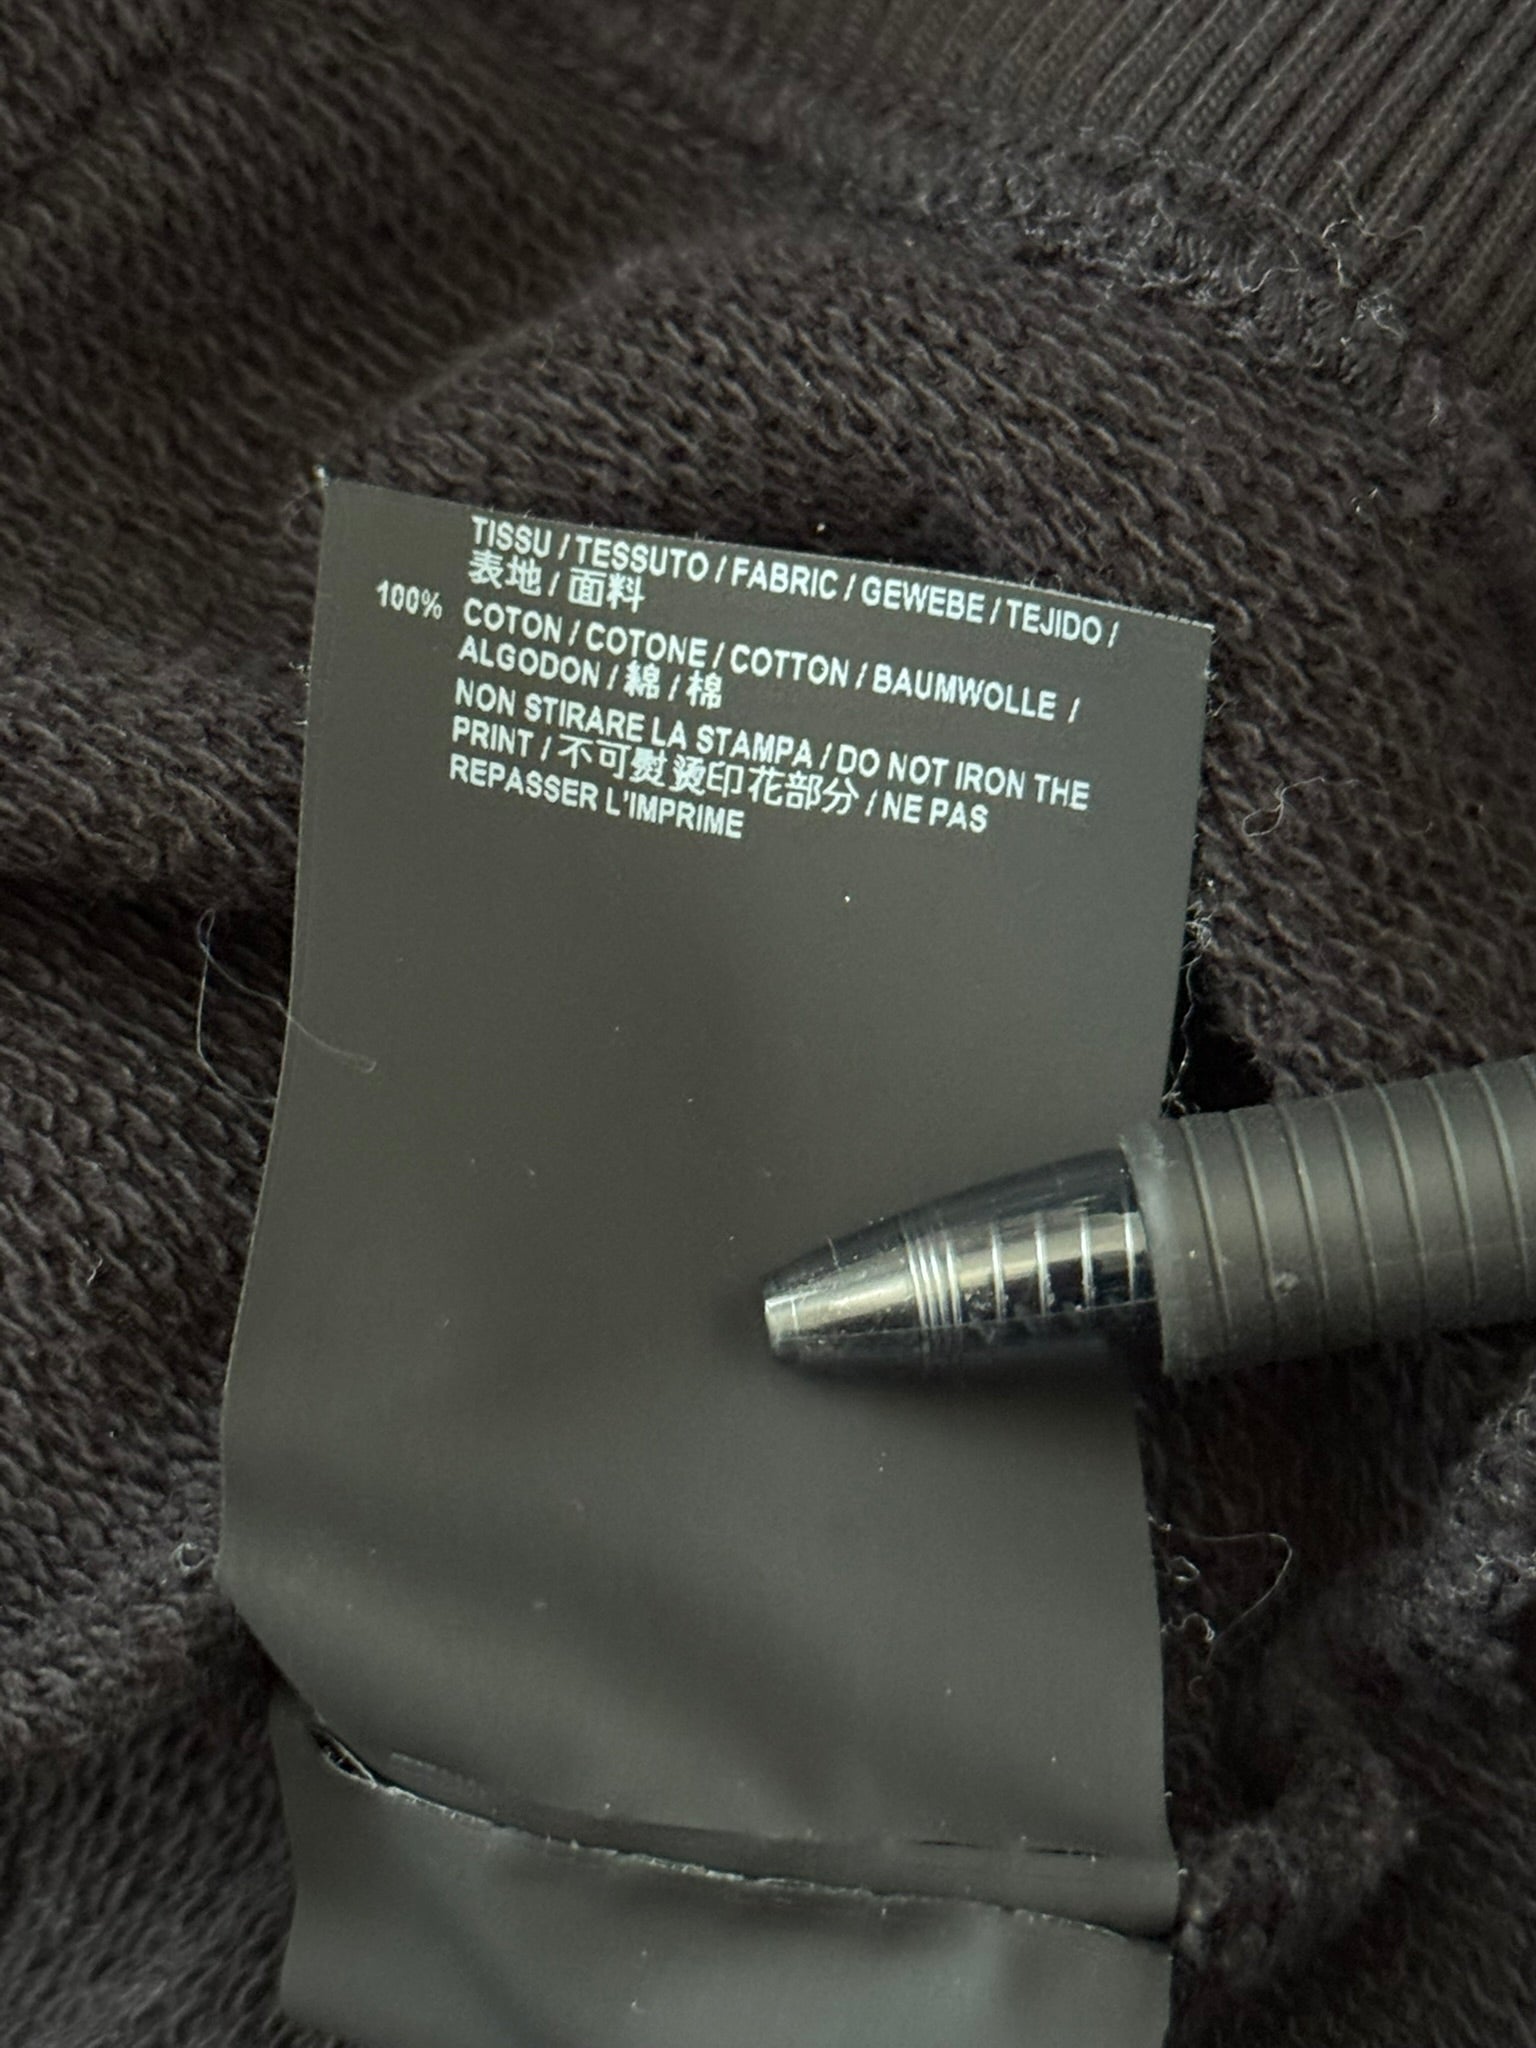 TISSU / TESSUTO / FABRIC / GEWEBE / TEJIDO /
表地 / 面料
100% COTON / COTONE / COTTON / BAUMWOLLE /
ALGODON / 綿 / 棉
NON STIRARE LA STAMPA / DO NOT IRON THE
PRINT / 不可熨烫印花部分 / NE PAS
REPASSER L'IMPRIME